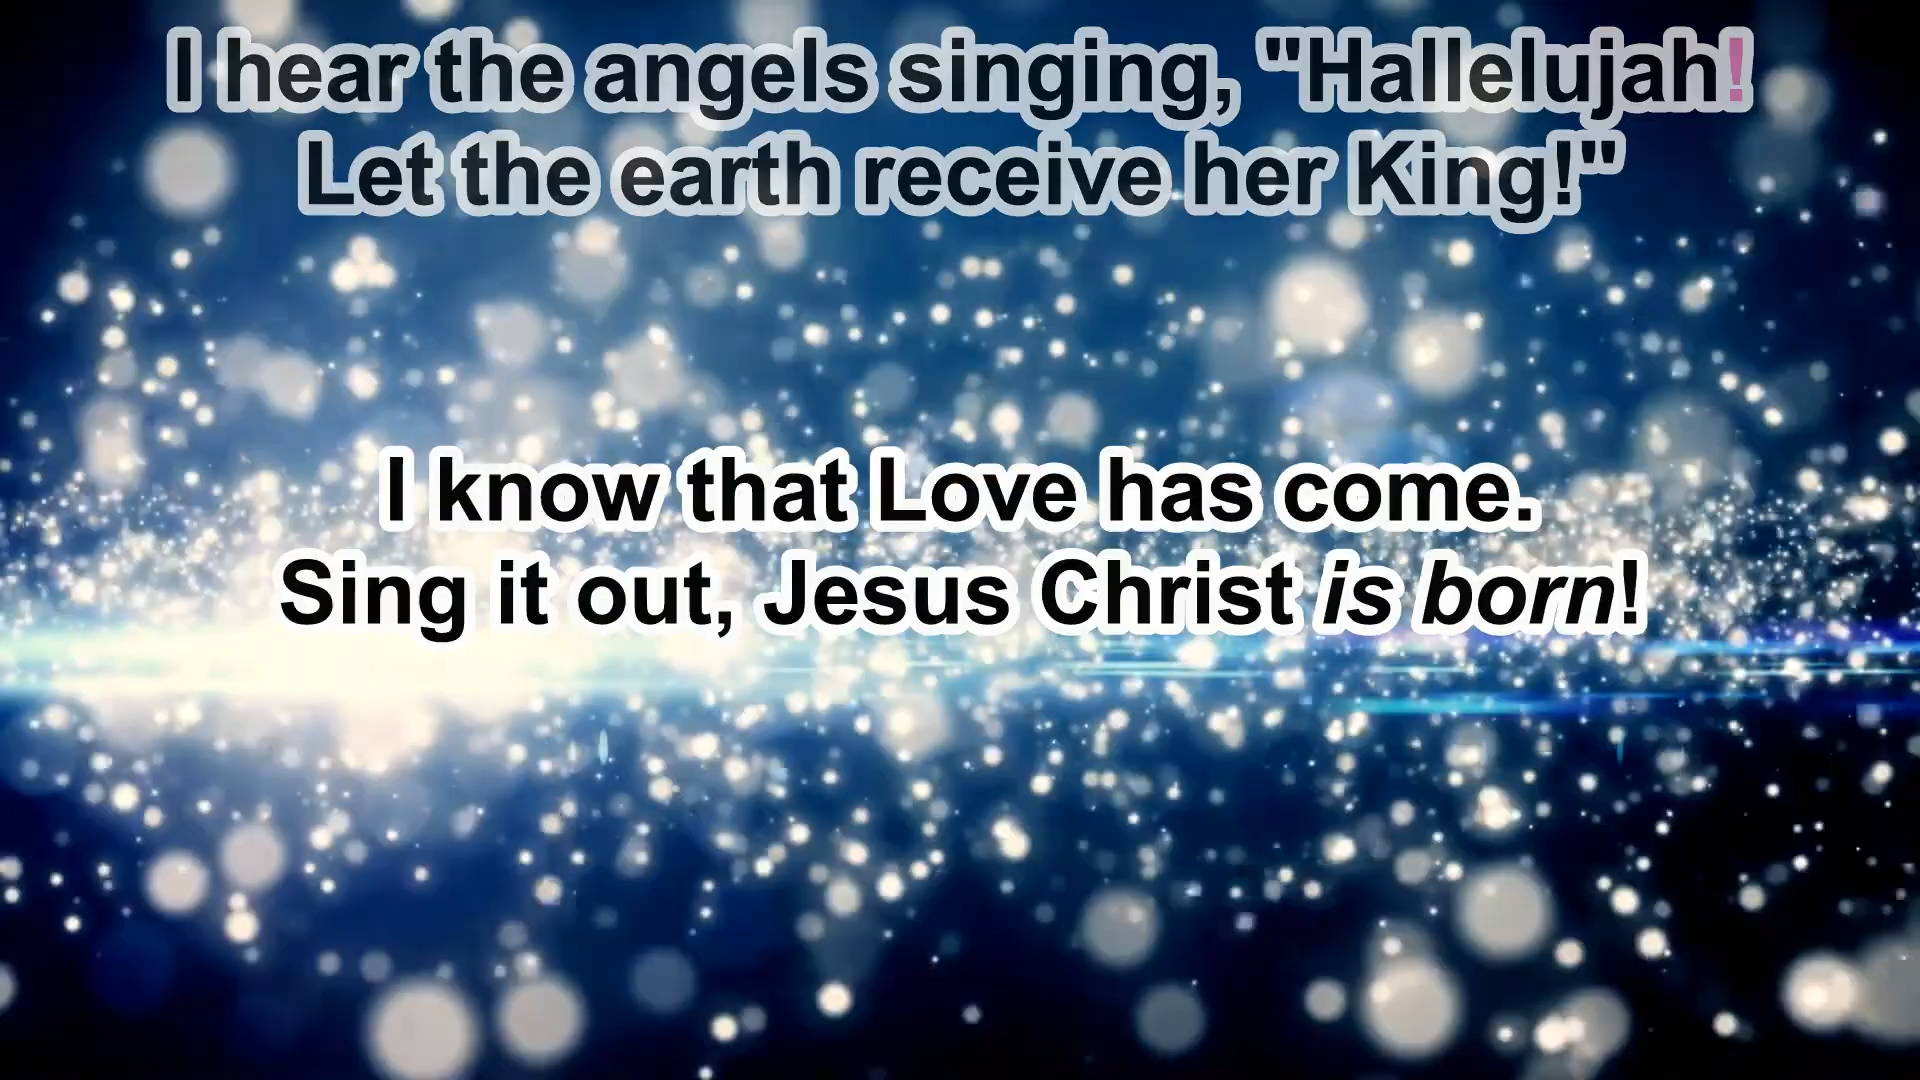 I hear the angels singing, "Hallelujah!
Let the earth receive her King!"
I know that Love has come.
Sing it out, Jesus Christ is born!